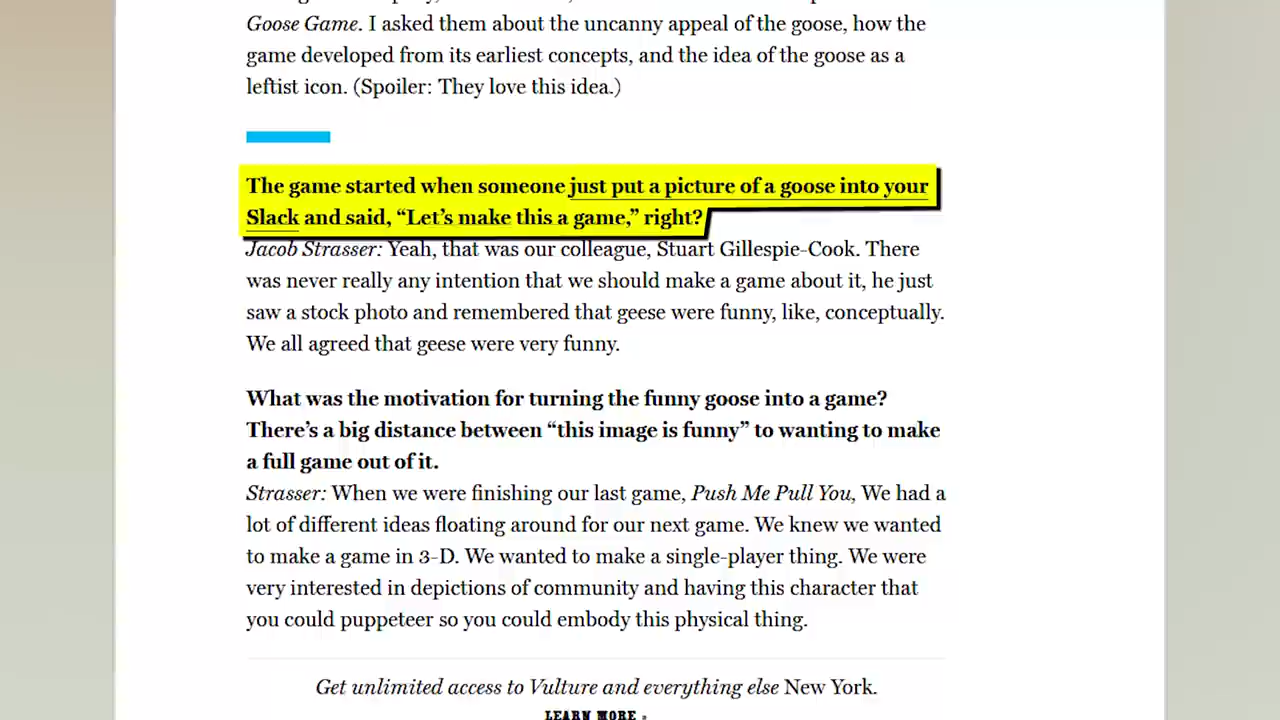 Goose Game. I asked them about the uncanny appeal of the goose, how the
game developed from its earliest concepts, and the idea of the goose as a
leftist icon. (Spoiler: They love this idea.)
The game started when someone just put a picture of a goose into your
Slack and said, “Let’s make this a game,” right?
Jacob Strasser: Yeah, that was our colleague, Stuart Gillespie-Cook. There
was never really any intention that we should make a game about it, he just
saw a stock photo and remembered that geese were funny, like, conceptually.
We all agreed that geese were very funny.
What was the motivation for turning the funny goose into a game?
There’s a big distance between “this image is funny” to wanting to make
a full game out of it.
Strasser: When we were finishing our last game, Push Me Pull You, We had a
lot of different ideas floating around for our next game. We knew we wanted
to make a game in 3-D. We wanted to make a single-player thing. We were
very interested in depictions of community and having this character that
you could puppeteer so you could embody this physical thing.
Get unlimited access to Vulture and everything else New York.
LEARN MORE »